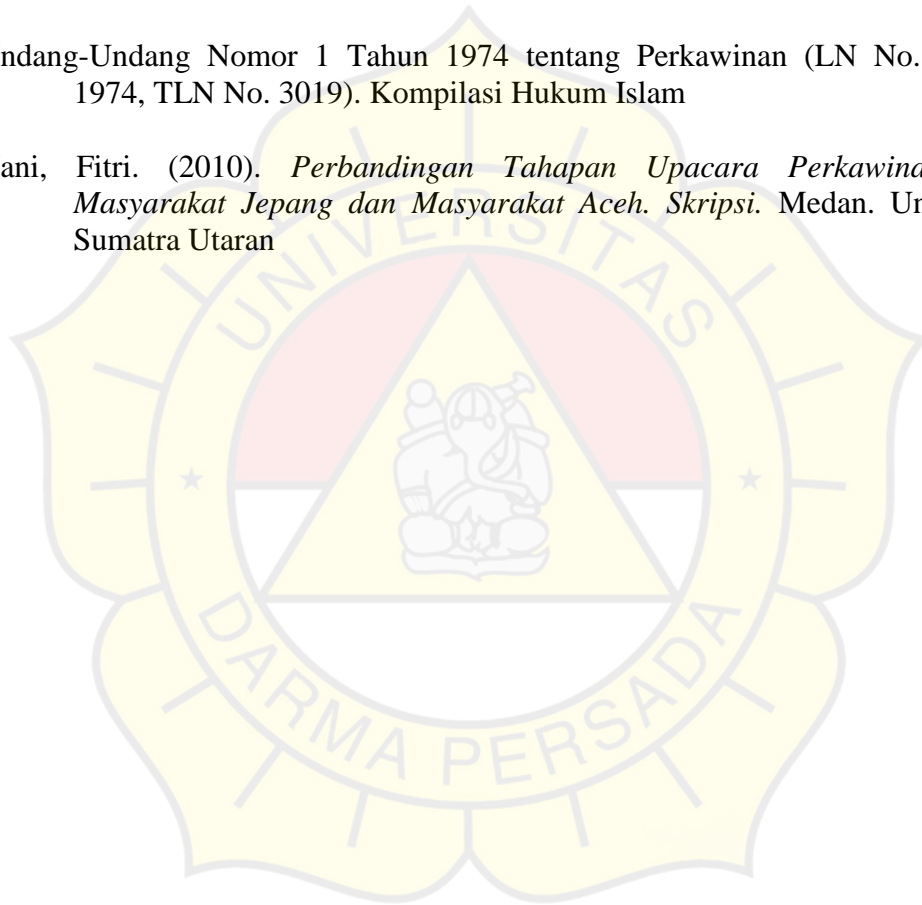 ndang-Undang Nomor 1 Tahun 1974 tentang Perkawinan (LN No.
1974, TLN No. 3019). Kompilasi Hukum Islam
ani, Fitri. (2010). Perbandingan Tahapan Upacara Perkawina
Masyarakat Jepang dan Masyarakat Aceh. Skripsi. Medan. Un
Sumatra Utaran
UNIVERSITAS
DARMA PERSADA